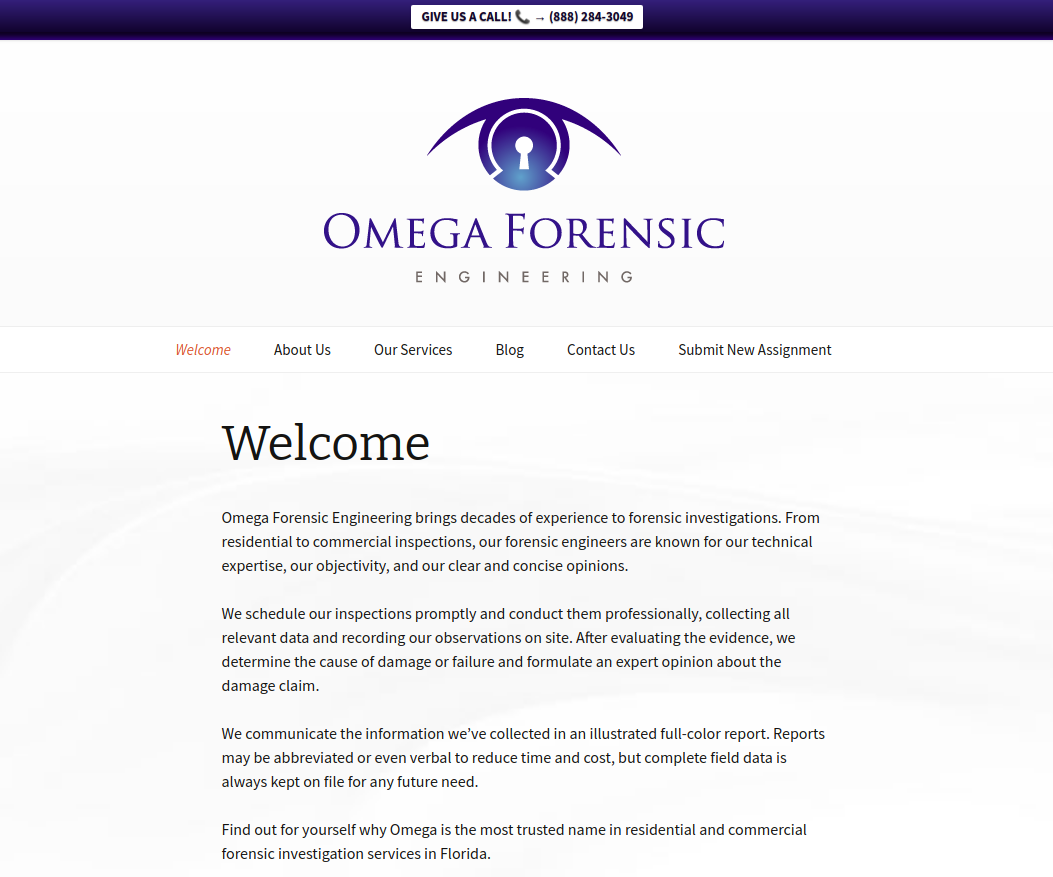 GIVE US A CALL! 📞 → (888) 284-3049
OMEGA FORENSIC
ENGINEERING
Welcome
About Us
Our Services
Blog
Contact Us
Submit New Assignment
Welcome
Omega Forensic Engineering brings decades of experience to forensic investigations. From
residential to commercial inspections, our forensic engineers are known for our technical
expertise, our objectivity, and our clear and concise opinions.
We schedule our inspections promptly and conduct them professionally, collecting all
relevant data and recording our observations on site. After evaluating the evidence, we
determine the cause of damage or failure and formulate an expert opinion about the
damage claim.
We communicate the information we’ve collected in an illustrated full-color report. Reports
may be abbreviated or even verbal to reduce time and cost, but complete field data is
always kept on file for any future need.
Find out for yourself why Omega is the most trusted name in residential and commercial
forensic investigation services in Florida.